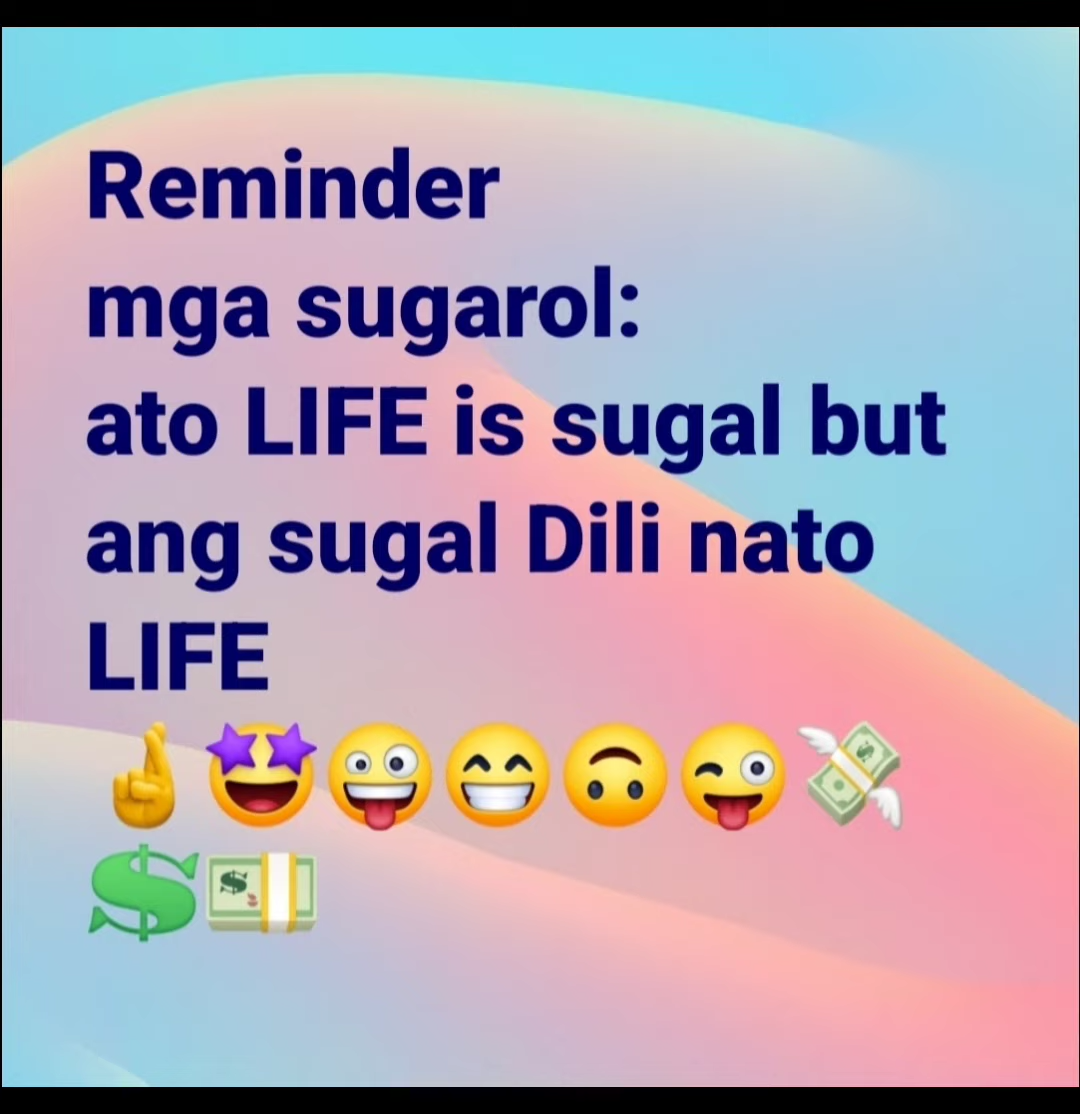 Reminder
mga sugarol:
ato LIFE is sugal but
ang sugal Dili nato
LIFE
🤞🤩🤪😁🙃😜💸
💲💵